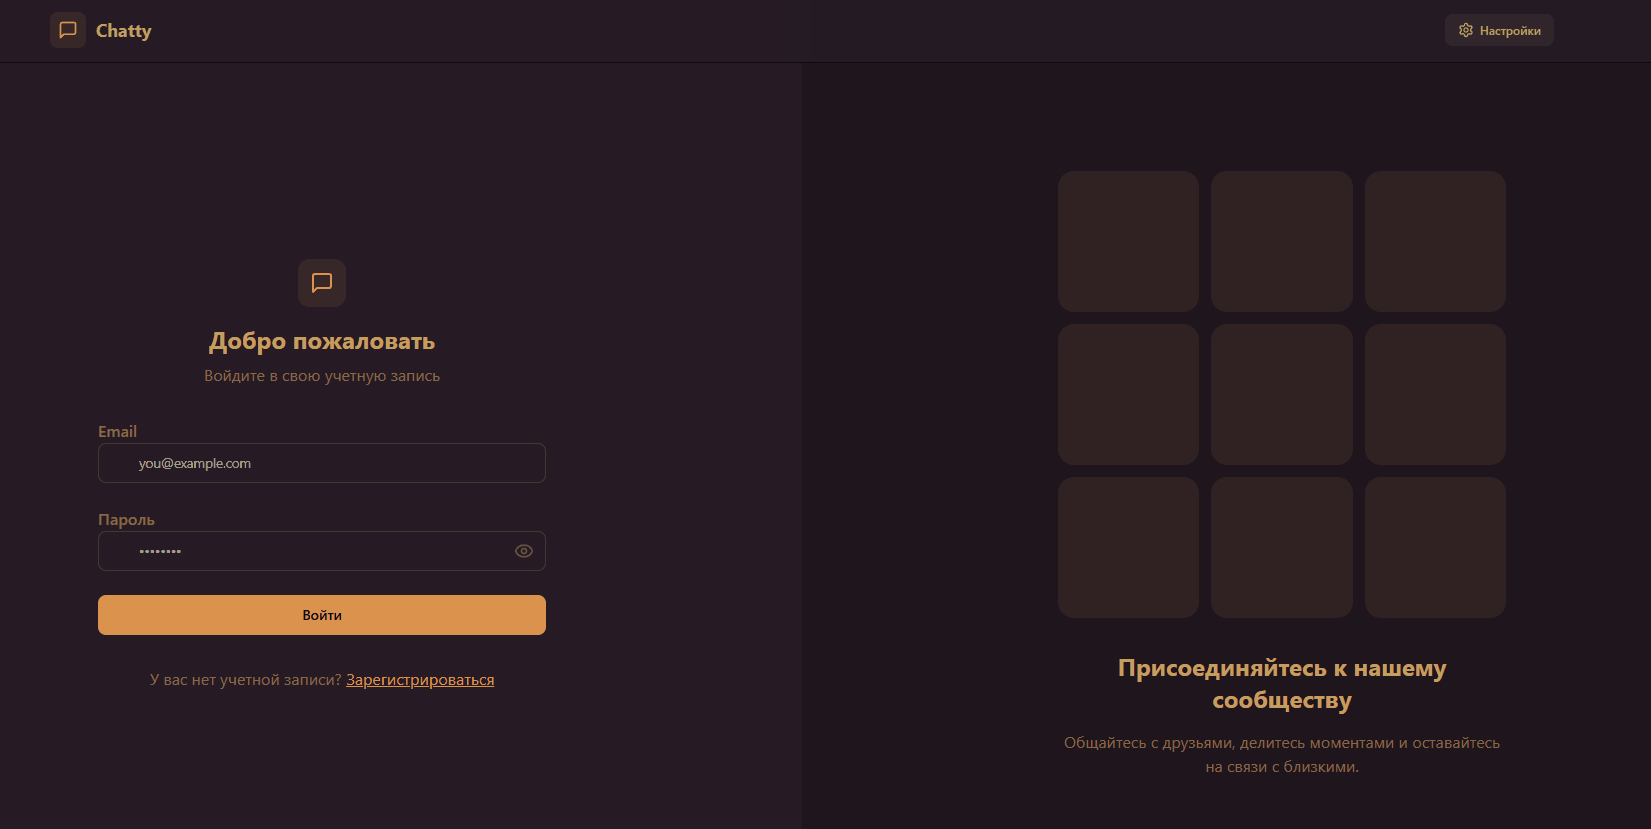 Chatty
Настройки
Добро пожаловать
Войдите в свою учетную запись
Email
you@example.com
Пароль
••••••••
Войти
У вас нет учетной записи? Зарегистрироваться
Присоединяйтесь к нашему
сообществу
Общайтесь с друзьями, делитесь моментами и оставайтесь
на связи с близкими.